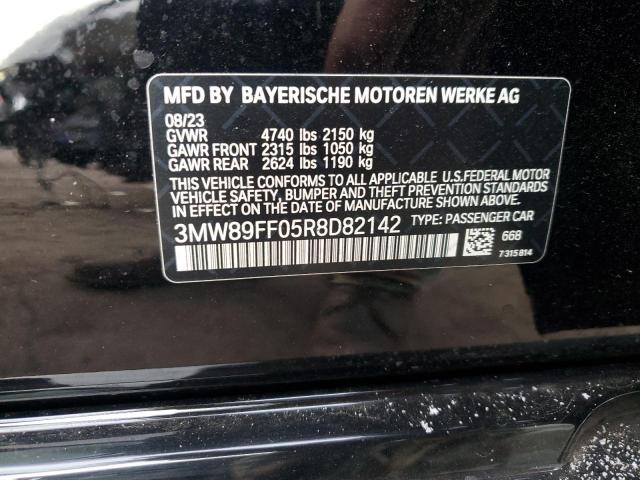 MFD BY BAYERISCHE MOTOREN WERKE AG
08/23
GVWR 4740 lbs 2150 kg
GAWR FRONT 2315 lbs 1050 kg
GAWR REAR 2624 lbs 1190 kg
THIS VEHICLE CONFORMS TO ALL APPLICABLE U.S.FEDERAL MOTOR
VEHICLE SAFETY, BUMPER AND THEFT PREVENTION STANDARDS
IN EFFECT ON THE DATE OF MANUFACTURE SHOWN ABOVE.
3MW89FF05R8D82142 TYPE: PASSENGER CAR
668
7315814